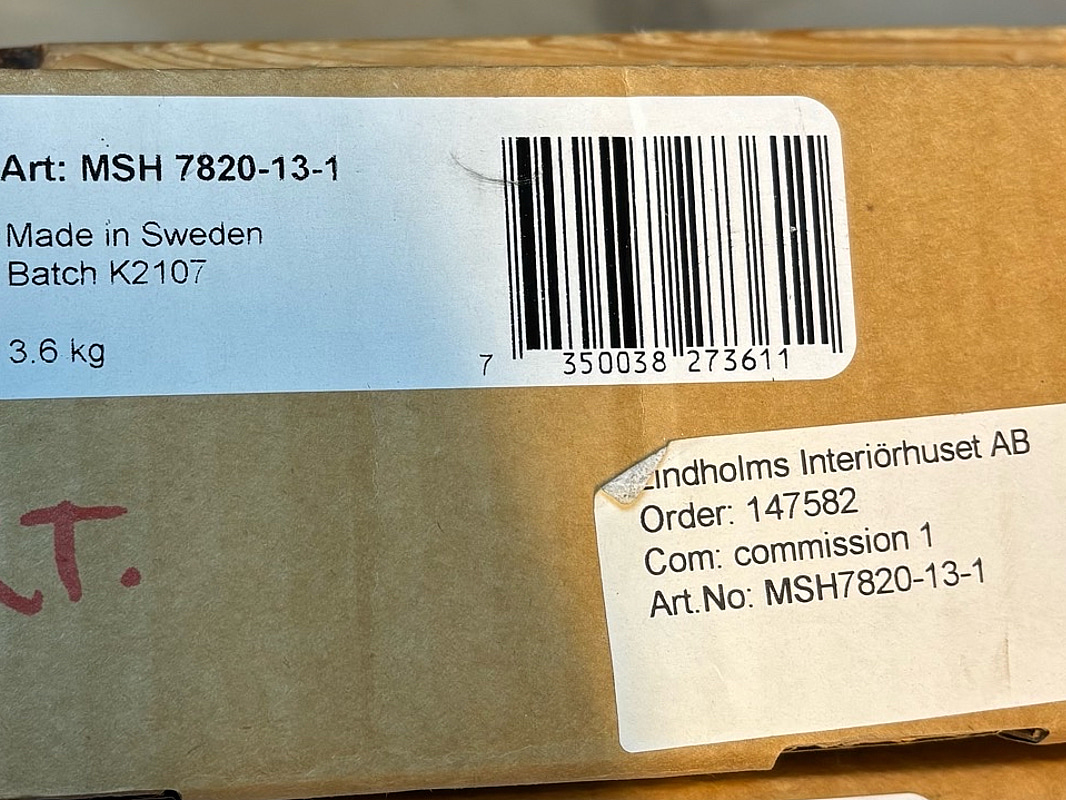 Art: MSH 7820-13-1
Made in Sweden
Batch K2107
3.6 kg
7 350038 273611
Lindholms Interiörhuset AB
Order: 147582
Com: commission 1
Art.No: MSH7820-13-1